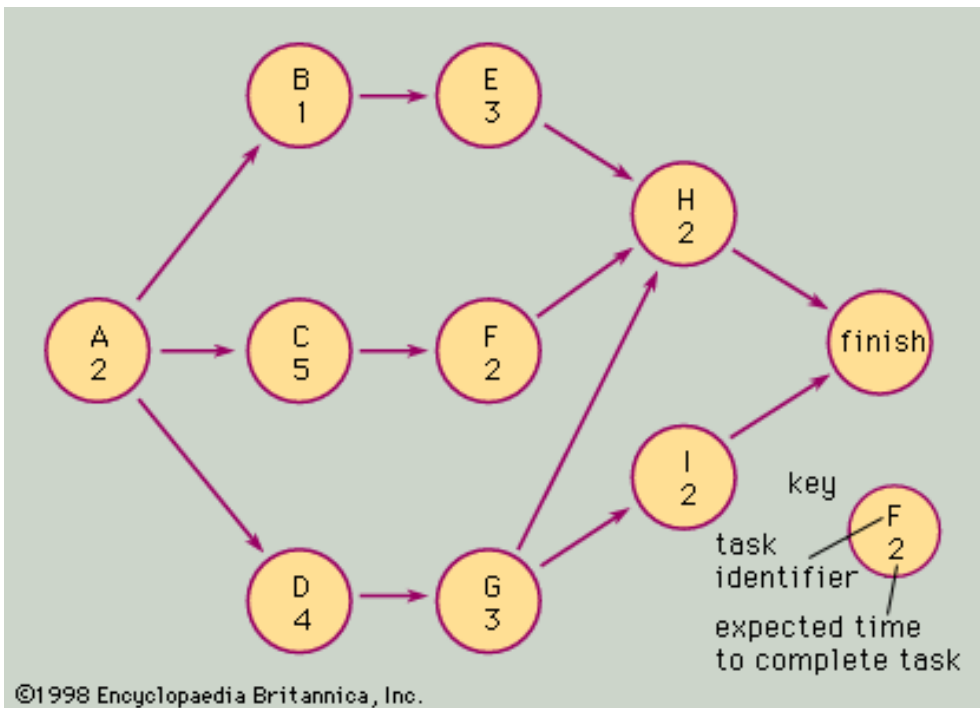 B
1
E
3
H
2
A
2
C
5
F
2
finish
I
2
D
4
G
3
key
F
2
task
identifier
expected time
to complete task
©1998 Encyclopaedia Britannica, Inc.